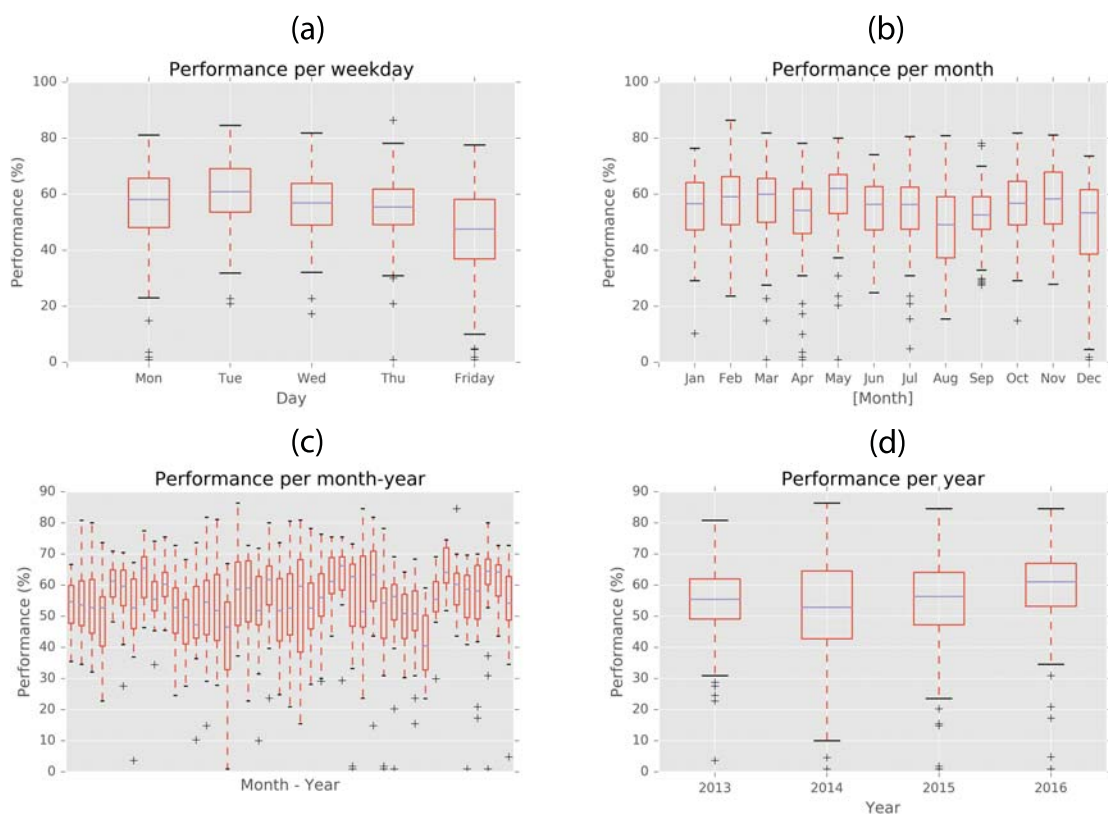 (a)
Performance per weekday
100
80
60
40
20
0
Performance (%)
Mon Tue Wed Thu Friday
Day
(b)
Performance per month
100
80
60
40
20
0
Performance (%)
Jan Feb Mar Apr May Jun Jul Aug Sep Oct Nov Dec
[Month]
(c)
Performance per month-year
90
80
70
60
50
40
30
20
10
0
Performance (%)
Month - Year
(d)
Performance per year
90
80
70
60
50
40
30
20
10
0
Performance (%)
2013 2014 2015 2016
Year